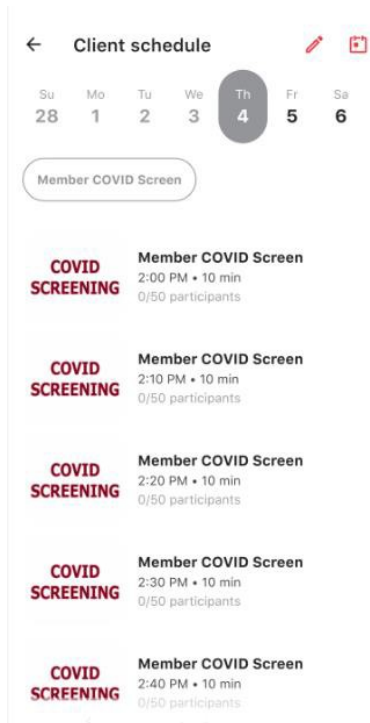 Client schedule
Su Mo Tu We Th Fr Sa
28 1 2 3 4 5 6
Member COVID Screen
COVID
SCREENING
Member COVID Screen
2:00 PM • 10 min
0/50 participants
COVID
SCREENING
Member COVID Screen
2:10 PM • 10 min
0/50 participants
COVID
SCREENING
Member COVID Screen
2:20 PM • 10 min
0/50 participants
COVID
SCREENING
Member COVID Screen
2:30 PM • 10 min
0/50 participants
COVID
SCREENING
Member COVID Screen
2:40 PM • 10 min
0/50 participants